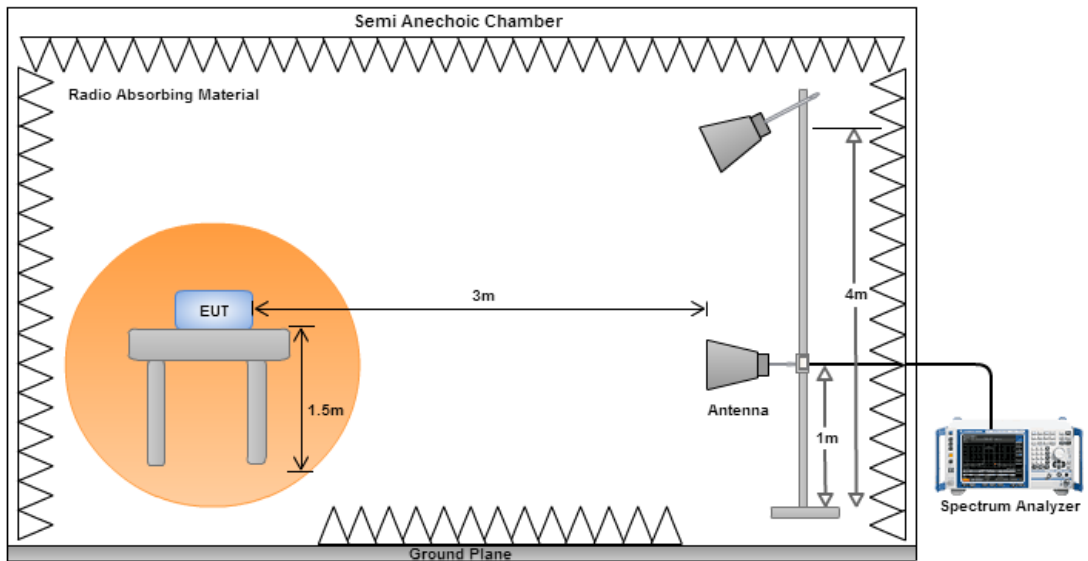 Semi Anechoic Chamber
Radio Absorbing Material
3m
4m
EUT
1.5m
Antenna
1m
Spectrum Analyzer
Ground Plane